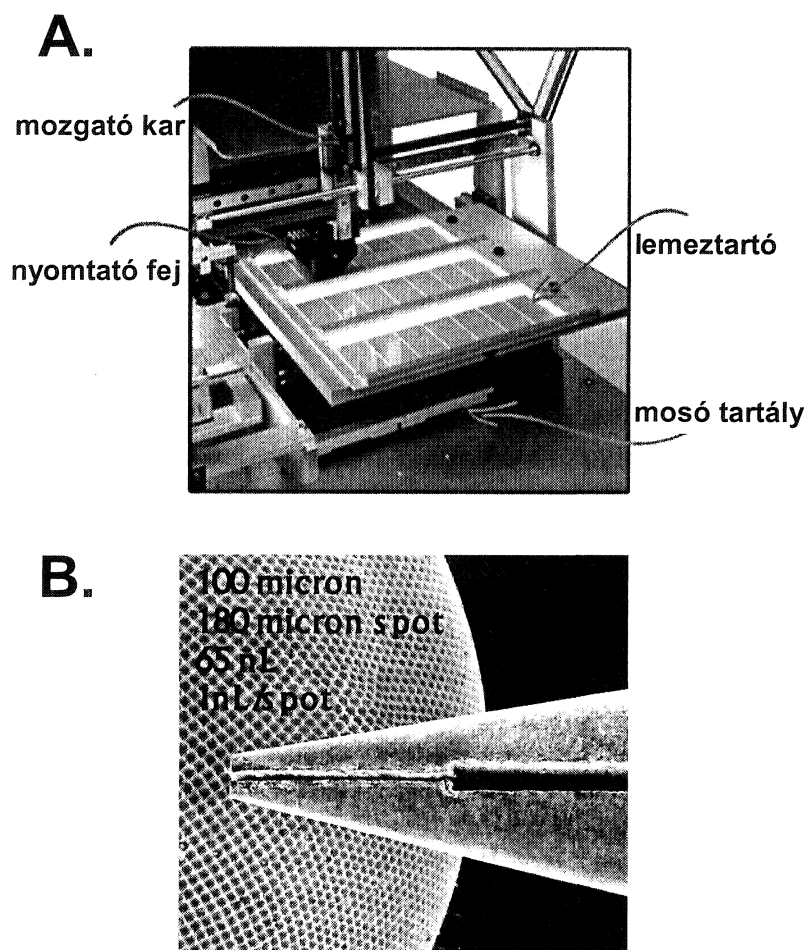 A.
mozgató kar
nyomtató fej
lemeztartó
mosó tartály
B.
100 micron
180 micron spot
65 nL
1nL/spot